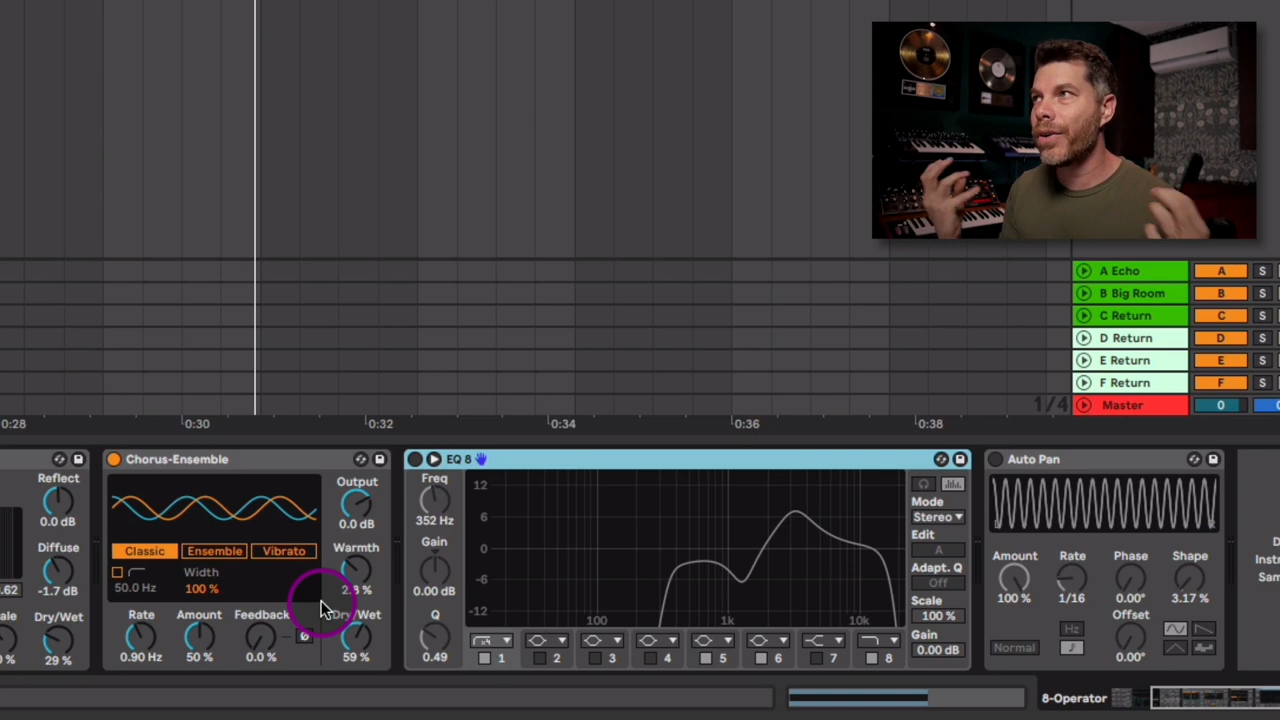 A Echo A S
B Big Room B S
C Return C S
D Return D S
E Return E S
F Return F S
1/4 Master 0
0:28 0:30 0:32 0:34 0:36 0:38
Reflect
0.0 dB
Diffuse
-1.7 dB
Dry/Wet
29 %
Chorus-Ensemble
Output
0.0 dB
Classic Ensemble Vibrato
Warmth
50.0 Hz
Width
100 %
Rate Amount Feedback Dry/Wet
0.90 Hz 50 % 0.0 % Ø 59 %
EQ 8
Freq
352 Hz
Gain
0.00 dB
Q
0.49
12
6
0
-6
-12
100 1k 10k
100 1k 10k
1 2 3 4 5 6 7 8
Mode
Stereo
Edit
A
Adapt. Q
Off
Scale
100 %
Gain
0.00 dB
Auto Pan
Amount Rate Phase Shape
100 % 1/16 0.00° 3.17 %
Offset
Hz
Normal
0.00°
8-Operator